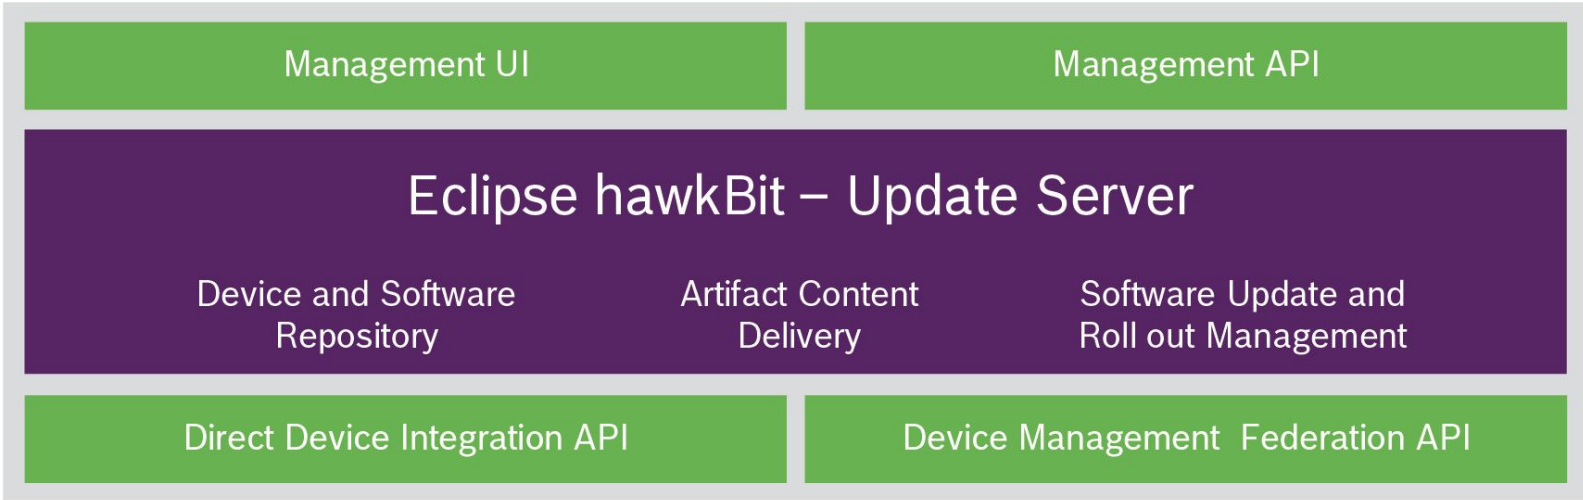 Management UI
Management API
Eclipse hawkBit – Update Server
Device and Software
Repository
Artifact Content
Delivery
Software Update and
Roll out Management
Direct Device Integration API
Device Management Federation API